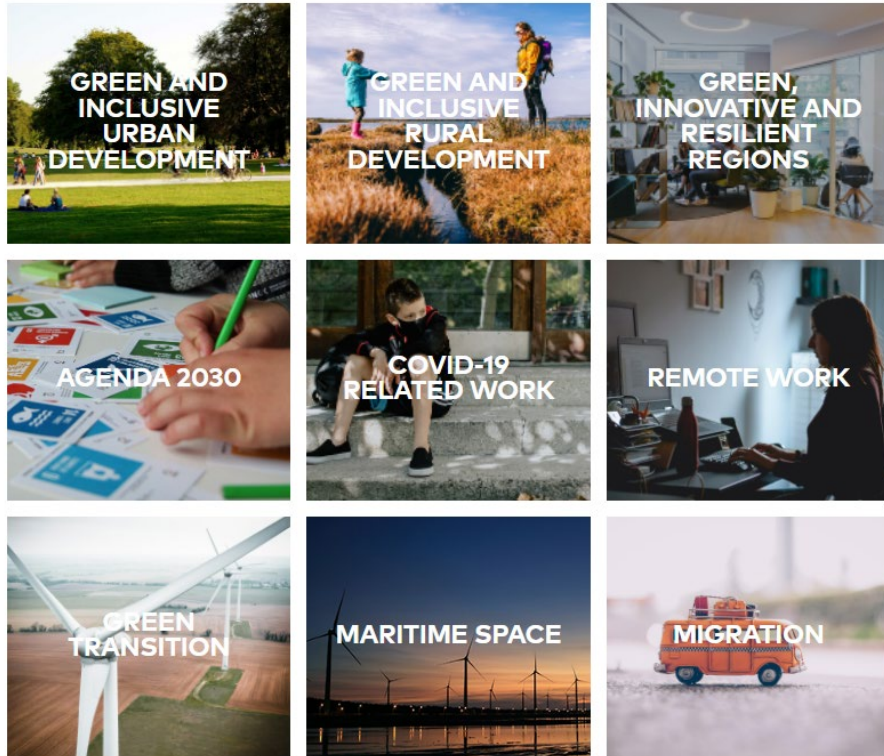 GREEN AND
INCLUSIVE
URBAN
DEVELOPMENT
GREEN AND
INCLUSIVE
RURAL
DEVELOPMENT
GREEN,
INNOVATIVE AND
RESILIENT
REGIONS
AGENDA 2030
COVID-19
RELATED WORK
REMOTE WORK
GREEN
TRANSITION
MARITIME SPACE
MIGRATION